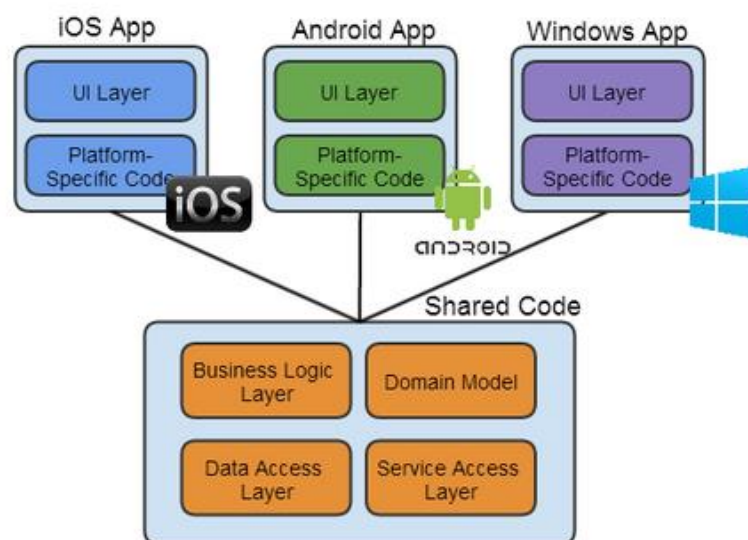 iOS App
Android App
Windows App
UI Layer
UI Layer
UI Layer
Platform-
Specific Code
Platform-
Specific Code
Platform-
Specific Code
iOS
ANDROID
Shared Code
Business Logic
Layer
Domain Model
Data Access
Layer
Service Access
Layer